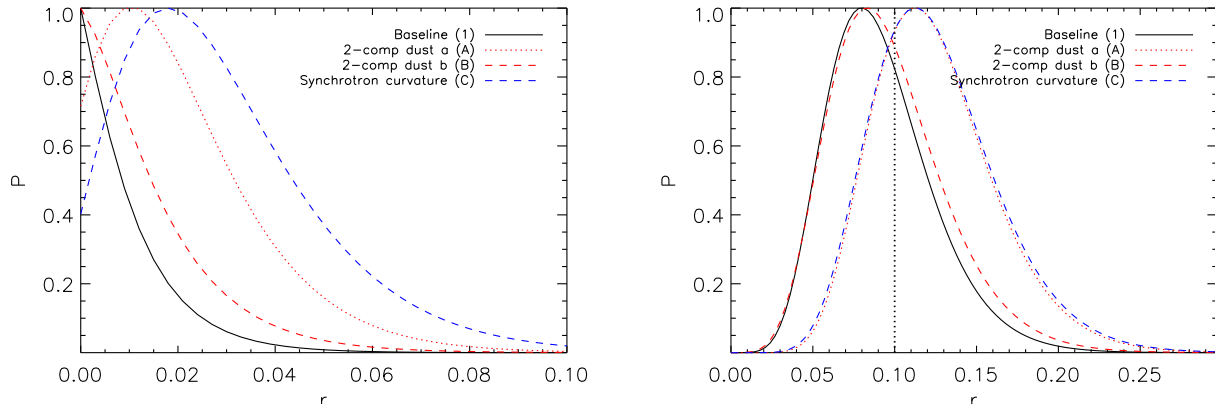 1.0
0.8
0.6
0.4
0.2
P
0.00 0.02 0.04 0.06 0.08 0.10
r
Baseline (1)
2-comp dust a (A)
2-comp dust b (B)
Synchrotron curvature (C)
1.0
0.8
0.6
0.4
0.2
P
0.00 0.05 0.10 0.15 0.20 0.25
r
Baseline (1)
2-comp dust a (A)
2-comp dust b (B)
Synchrotron curvature (C)